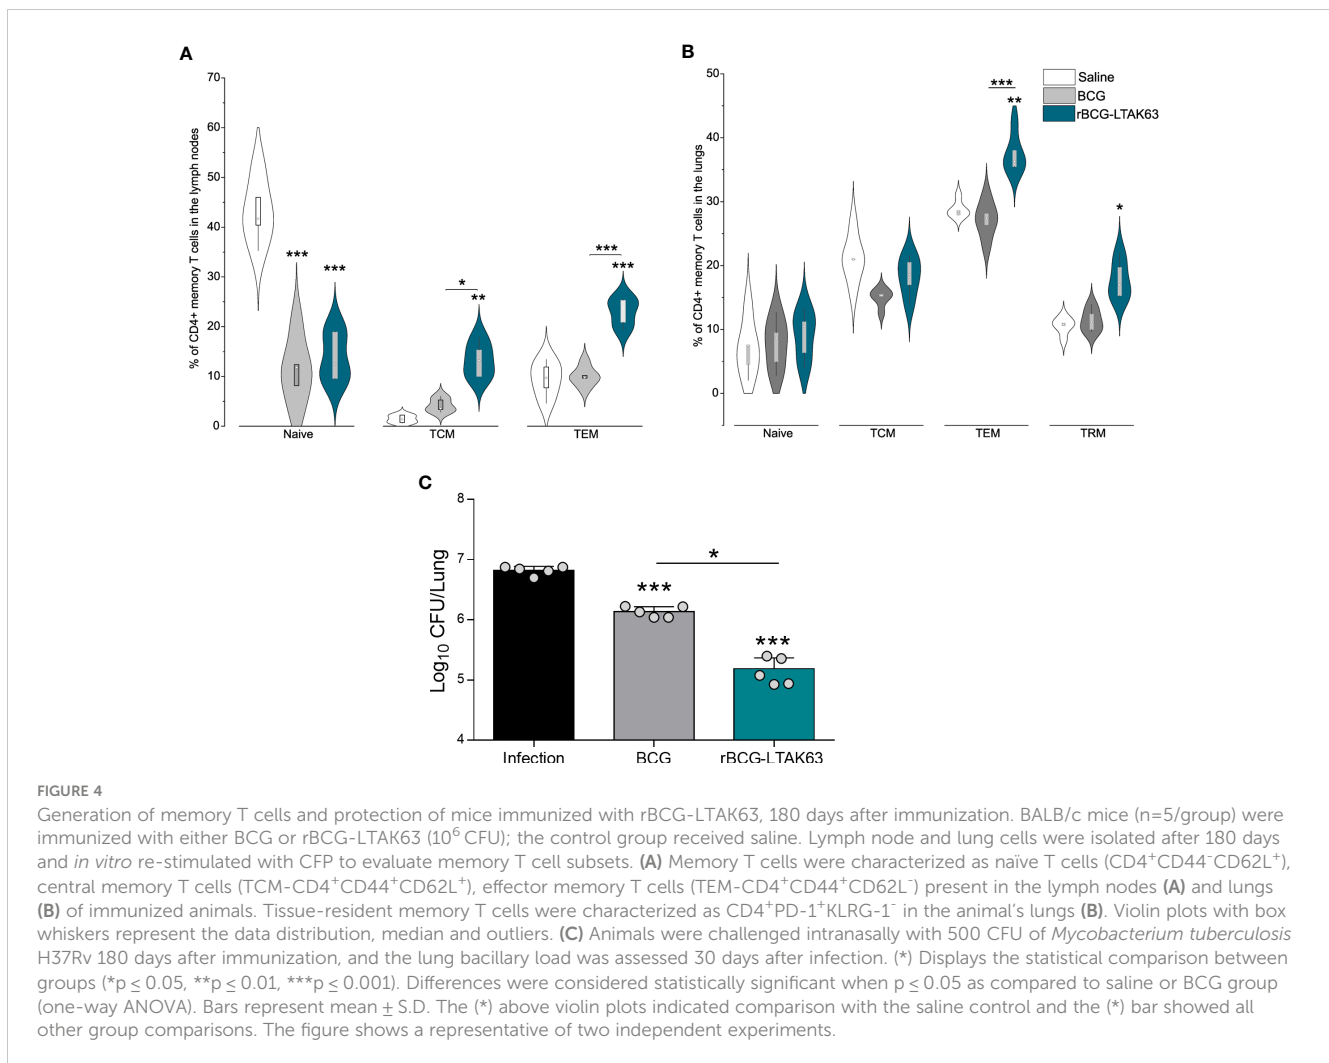 A
% of CD4+ memory T cells in the lymph nodes
70
60
50
40
30
20
10
0
***
***
*
**
***
***
Naive
TCM
TEM
B
% of CD4+ memory T cells in the lungs
50
40
30
20
10
0
***
**
*
Saline
BCG
rBCG-LTAK63
Naive
TCM
TEM
TRM
C
Log10 CFU/Lung
8
7
6
5
4
*
***
***
Infection
BCG
rBCG-LTAK63
FIGURE 4
Generation of memory T cells and protection of mice immunized with rBCG-LTAK63, 180 days after immunization. BALB/c mice (n=5/group) were
immunized with either BCG or rBCG-LTAK63 (10⁶ CFU); the control group received saline. Lymph node and lung cells were isolated after 180 days
and in vitro re-stimulated with CFP to evaluate memory T cell subsets. (A) Memory T cells were characterized as naïve T cells (CD4⁺CD44⁻CD62L⁺),
central memory T cells (TCM-CD4⁺CD44⁺CD62L⁺), effector memory T cells (TEM-CD4⁺CD44⁺CD62L⁻) present in the lymph nodes (A) and lungs
(B) of immunized animals. Tissue-resident memory T cells were characterized as CD4⁺PD-1⁺KLRG-1⁻ in the animal's lungs (B). Violin plots with box
whiskers represent the data distribution, median and outliers. (C) Animals were challenged intranasally with 500 CFU of Mycobacterium tuberculosis
H37Rv 180 days after immunization, and the lung bacillary load was assessed 30 days after infection. (*) Displays the statistical comparison between
groups (*p ≤ 0.05, **p ≤ 0.01, ***p ≤ 0.001). Differences were considered statistically significant when p ≤ 0.05 as compared to saline or BCG group
(one-way ANOVA). Bars represent mean ± S.D. The (*) above violin plots indicated comparison with the saline control and the (*) bar showed all
other group comparisons. The figure shows a representative of two independent experiments.